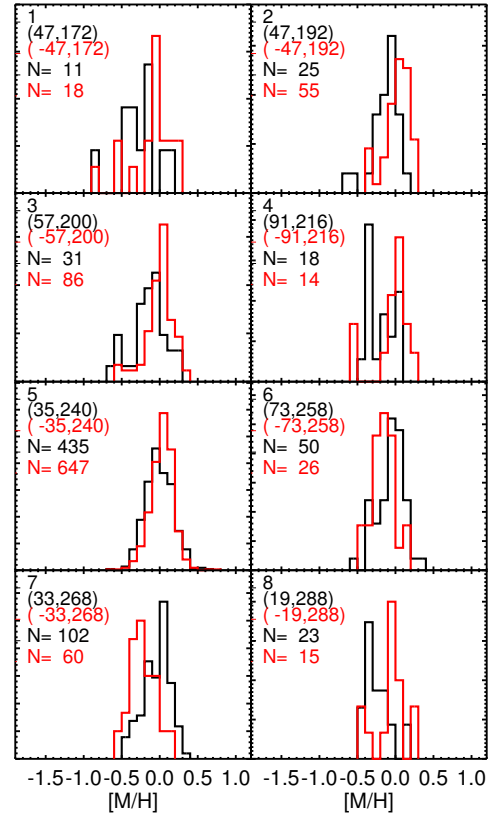 1
(47,172)
( -47,172)
N= 11
N= 18
2
(47,192)
( -47,192)
N= 25
N= 55
3
(57,200)
( -57,200)
N= 31
N= 86
4
(91,216)
( -91,216)
N= 18
N= 14
5
(35,240)
( -35,240)
N= 435
N= 647
6
(73,258)
( -73,258)
N= 50
N= 26
7
(33,268)
( -33,268)
N= 102
N= 60
8
(19,288)
( -19,288)
N= 23
N= 15
-1.5 -1.0 -0.5 0.0 0.5 1.0
-1.5 -1.0 -0.5 0.0 0.5 1.0
[M/H]
[M/H]